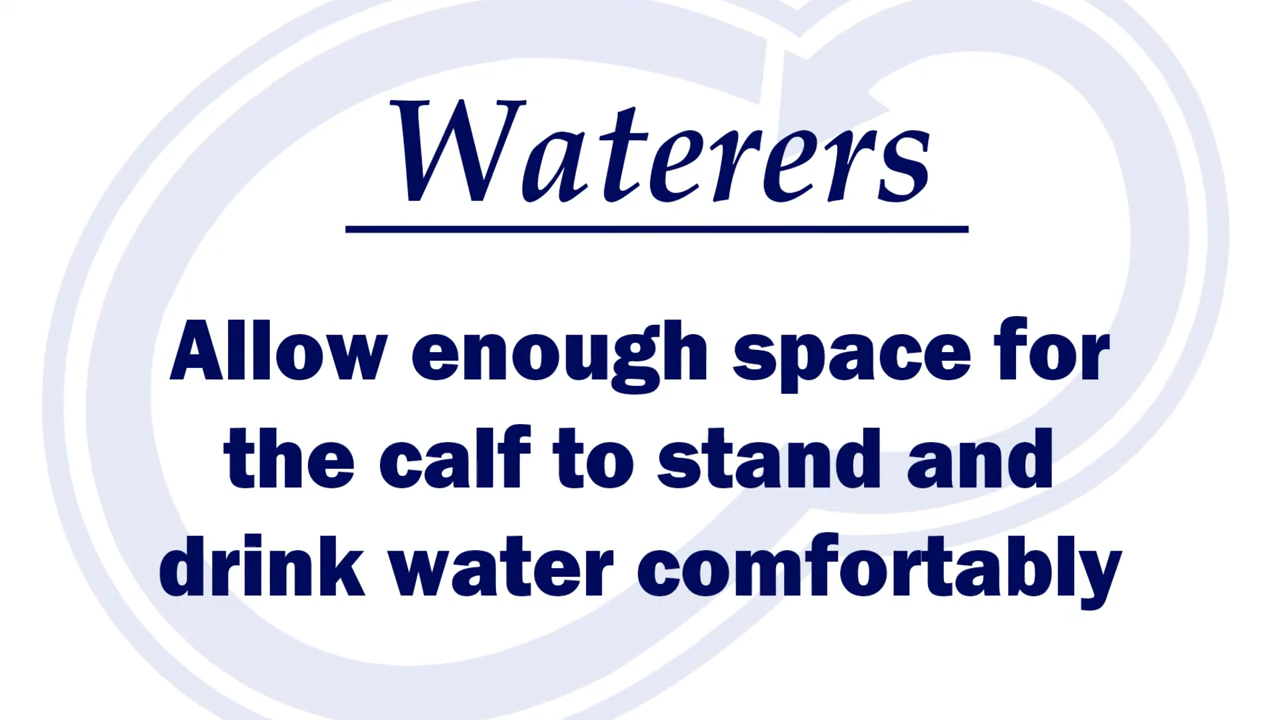 Waterers
Allow enough space for
the calf to stand and
drink water comfortably